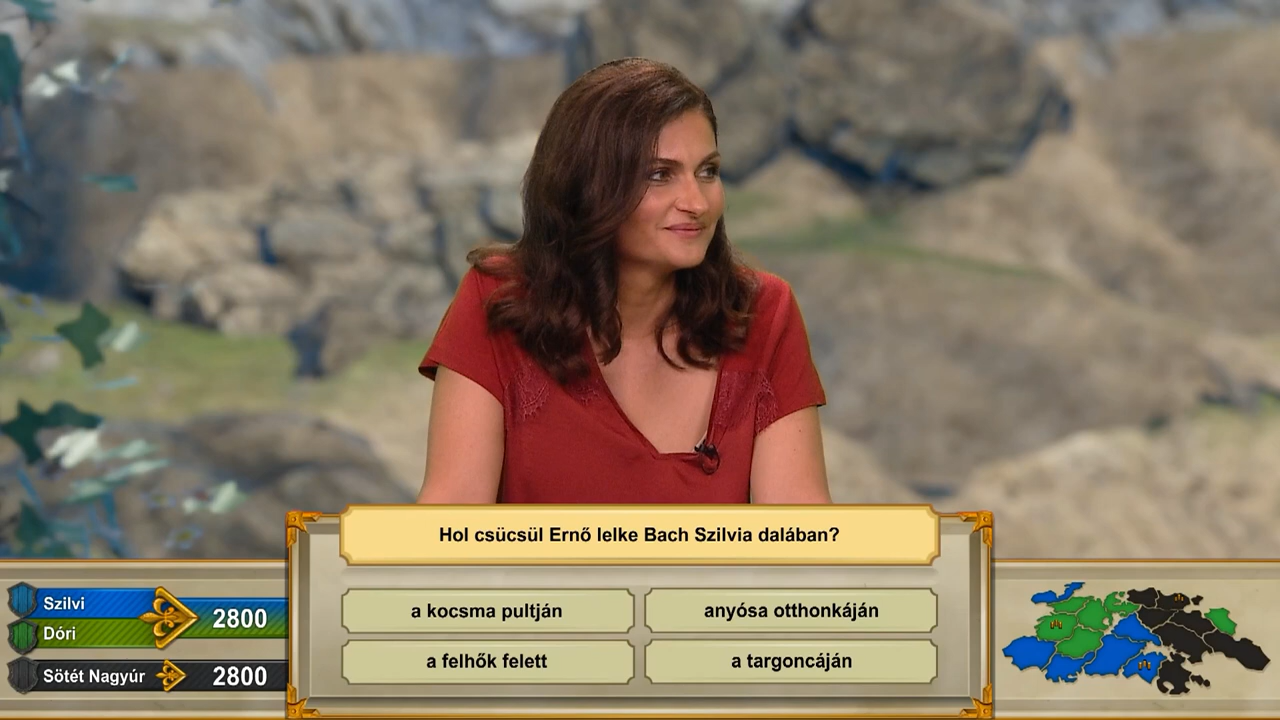 Hol csücsül Ernő lelke Bach Szilvia dalában?
a kocsma pultján
anyósa otthonkáján
a felhők felett
a targoncáján
Szilvi
Dóri
2800
Sötét Nagyúr
2800